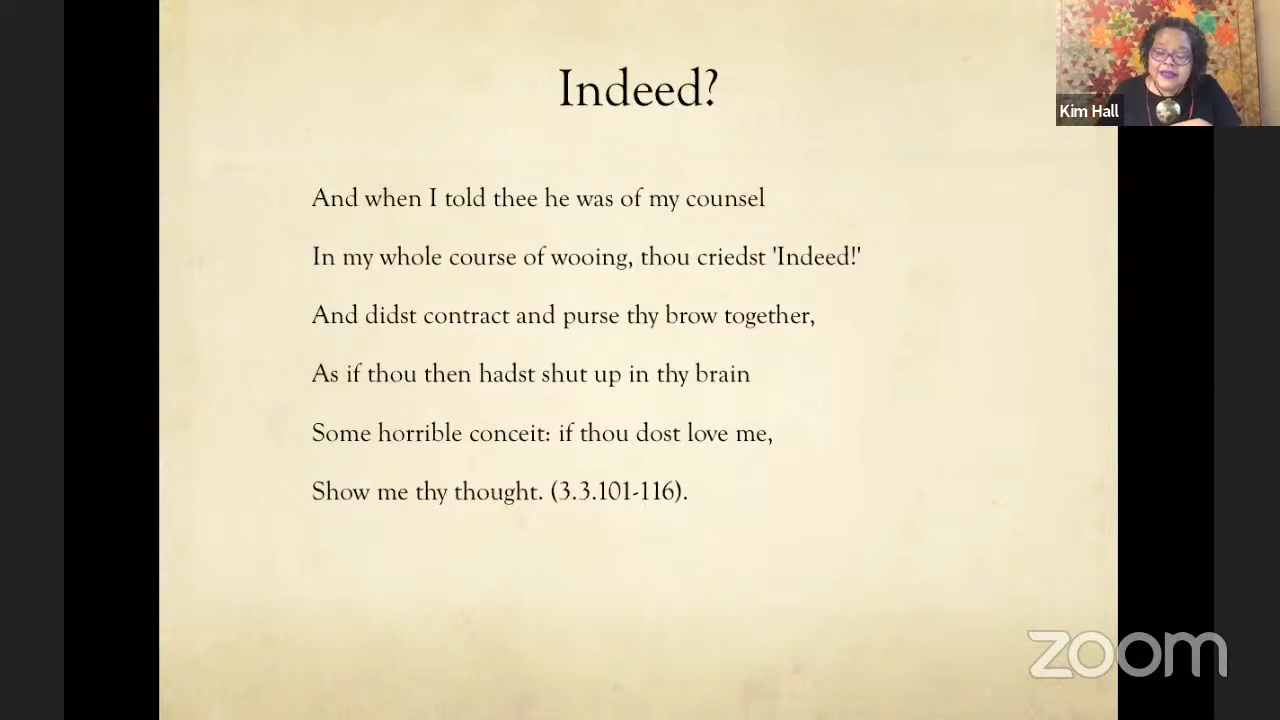 Indeed?
Kim Hall
And when I told thee he was of my counsel
In my whole course of wooing, thou criedst 'Indeed!'
And didst contract and purse thy brow together,
As if thou then hadst shut up in thy brain
Some horrible conceit: if thou dost love me,
Show me thy thought. (3.3.101-116).
zoom